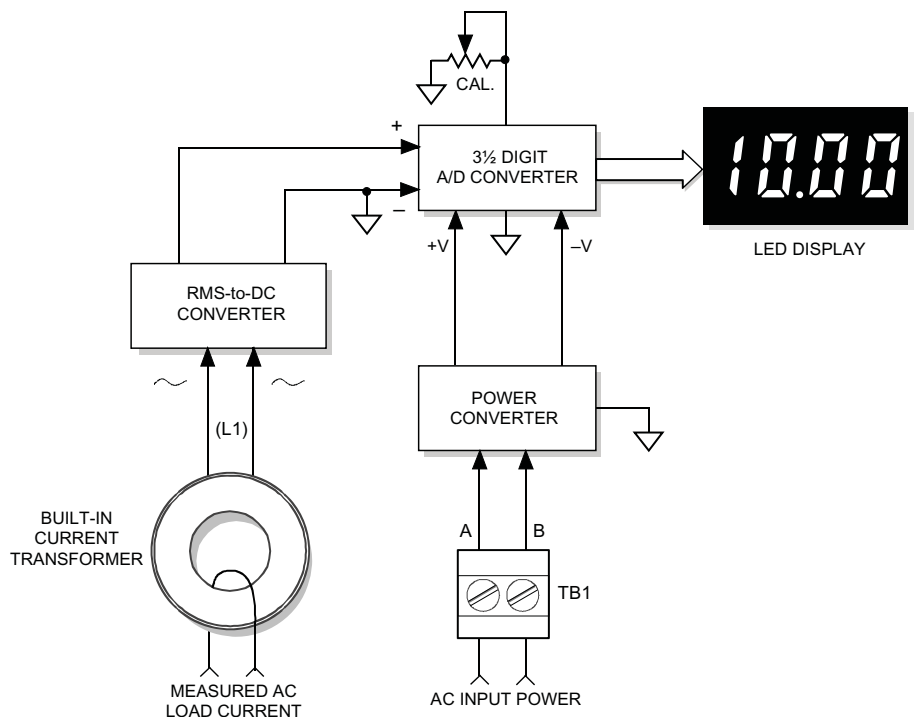 CAL.
+
3½ DIGIT
A/D CONVERTER
–
10.00
LED DISPLAY
+V
–V
RMS-to-DC
CONVERTER
POWER
CONVERTER
(L1)
BUILT-IN
CURRENT
TRANSFORMER
A
B
TB1
MEASURED AC
LOAD CURRENT
AC INPUT POWER